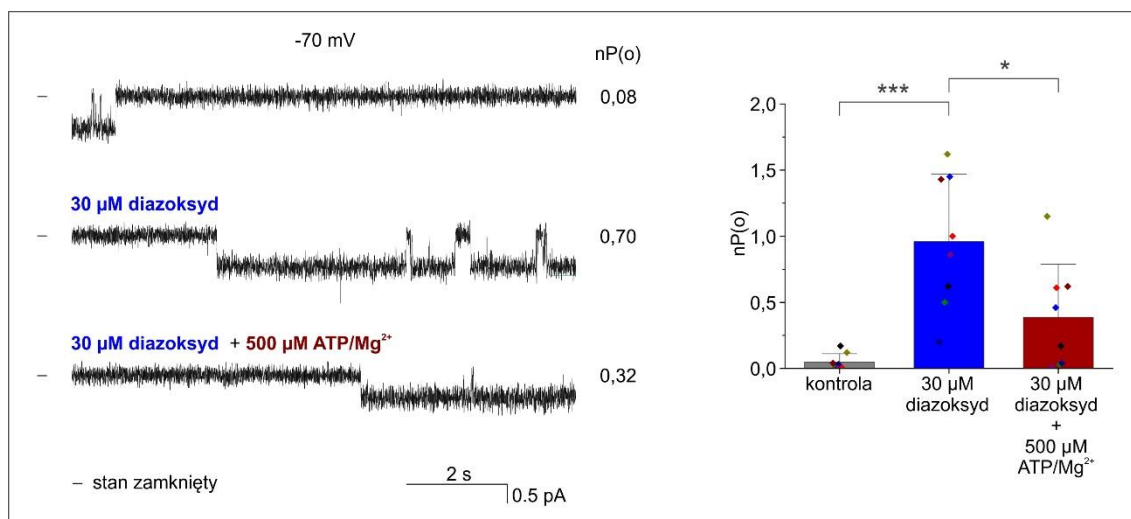 -70 mV
nP(o)
– 0,08
30 µM diazoksyd
– 0,70
30 µM diazoksyd + 500 µM ATP/Mg²⁺
– 0,32
– stan zamknięty
2 s
0.5 pA
*** *
nP(o)
2,0
1,5
1,0
0,5
0,0
kontrola
30 µM
diazoksyd
30 µM
diazoksyd
+
500 µM
ATP/Mg²⁺